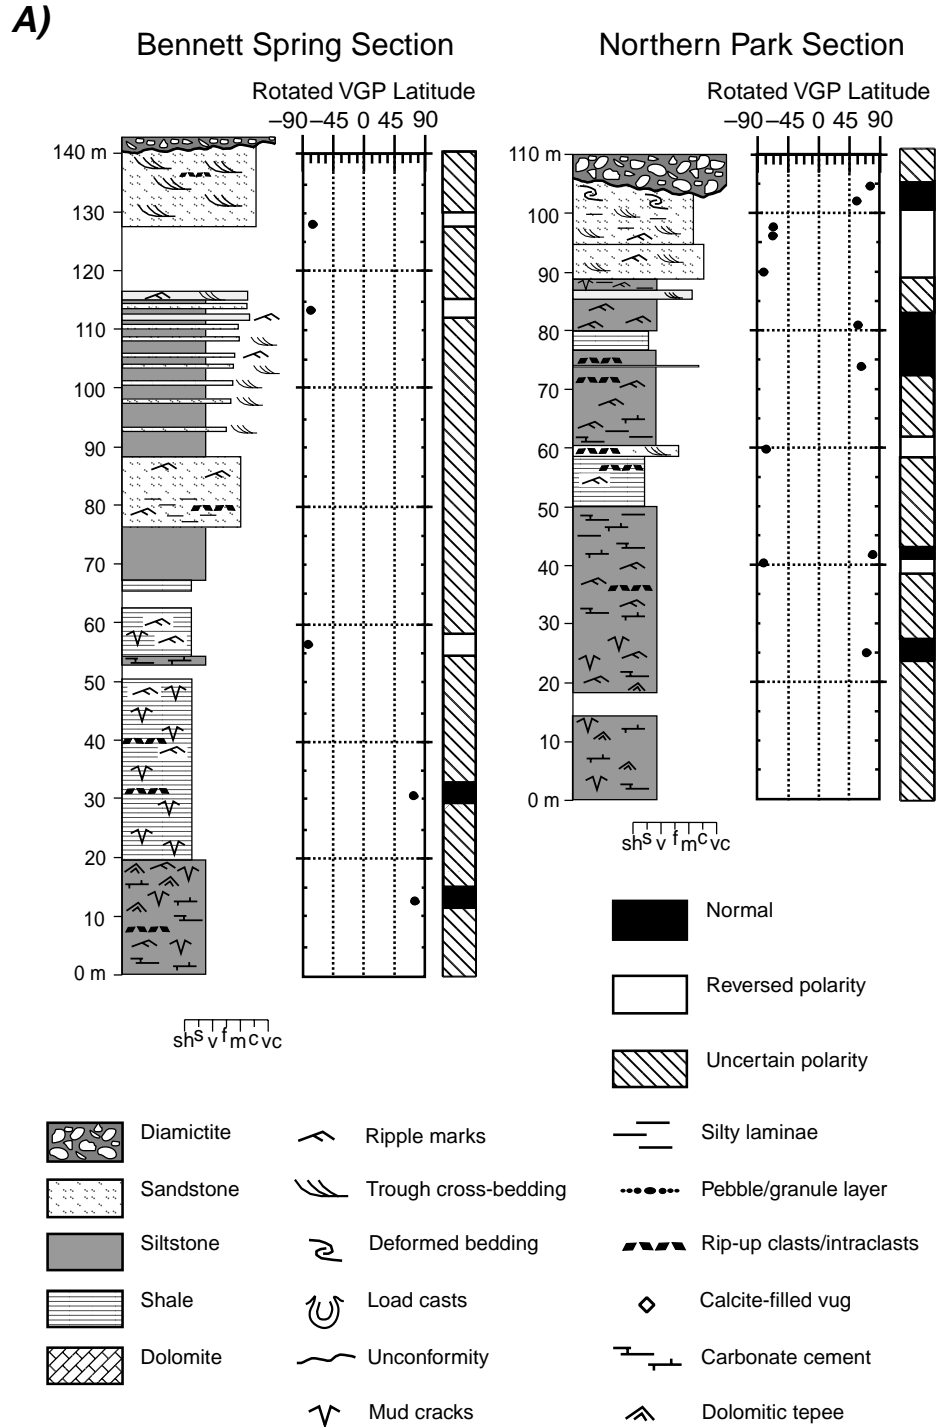 A)
Bennett Spring Section
Northern Park Section
Rotated VGP Latitude
–90 –45 0 45 90
Rotated VGP Latitude
–90 –45 0 45 90
140 m
130
120
110
100
90
80
70
60
50
40
30
20
10
0 m
sh s v f m c vc
110 m
100
90
80
70
60
50
40
30
20
10
0 m
sh s v f m c vc
Normal
Reversed polarity
Uncertain polarity
Diamictite
Ripple marks
Silty laminae
Sandstone
Trough cross-bedding
Pebble/granule layer
Siltstone
Deformed bedding
Rip-up clasts/intraclasts
Shale
Load casts
Calcite-filled vug
Dolomite
Unconformity
Carbonate cement
Mud cracks
Dolomitic tepee